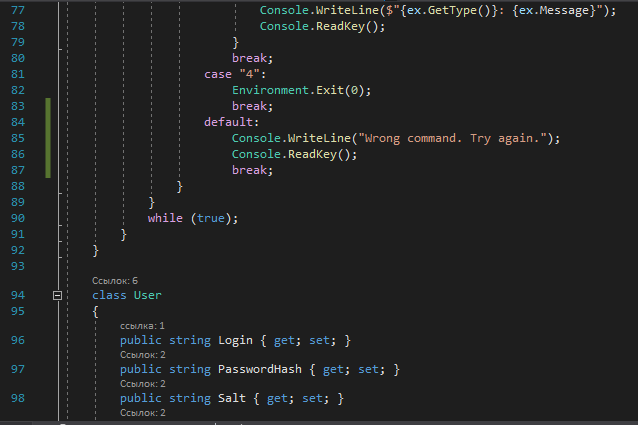 77 Console.WriteLine($"{ex.GetType()}: {ex.Message}");
78 Console.ReadKey();
79 }
80 break;
81 case "4":
82 Environment.Exit(0);
83 break;
84 default:
85 Console.WriteLine("Wrong command. Try again.");
86 Console.ReadKey();
87 break;
88 }
89 }
90 while (true);
91 }
92 }
93
Ссылок: 6
94 class User
95 {
ссылка: 1
96 public string Login { get; set; }
Ссылок: 2
97 public string PasswordHash { get; set; }
Ссылок: 2
98 public string Salt { get; set; }
Ссылок: 2